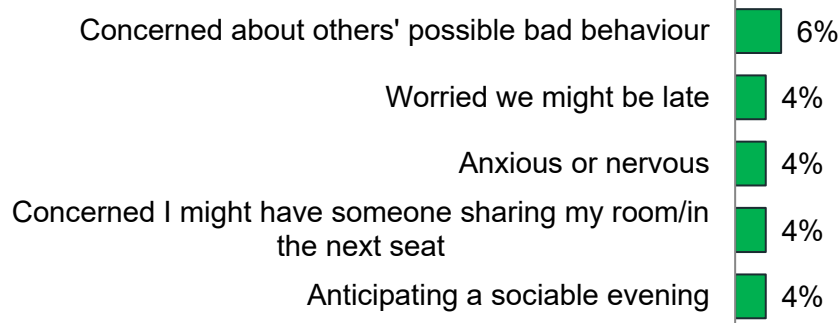 Concerned about others' possible bad behaviour 6%
Worried we might be late 4%
Anxious or nervous 4%
Concerned I might have someone sharing my room/in
the next seat 4%
Anticipating a sociable evening 4%